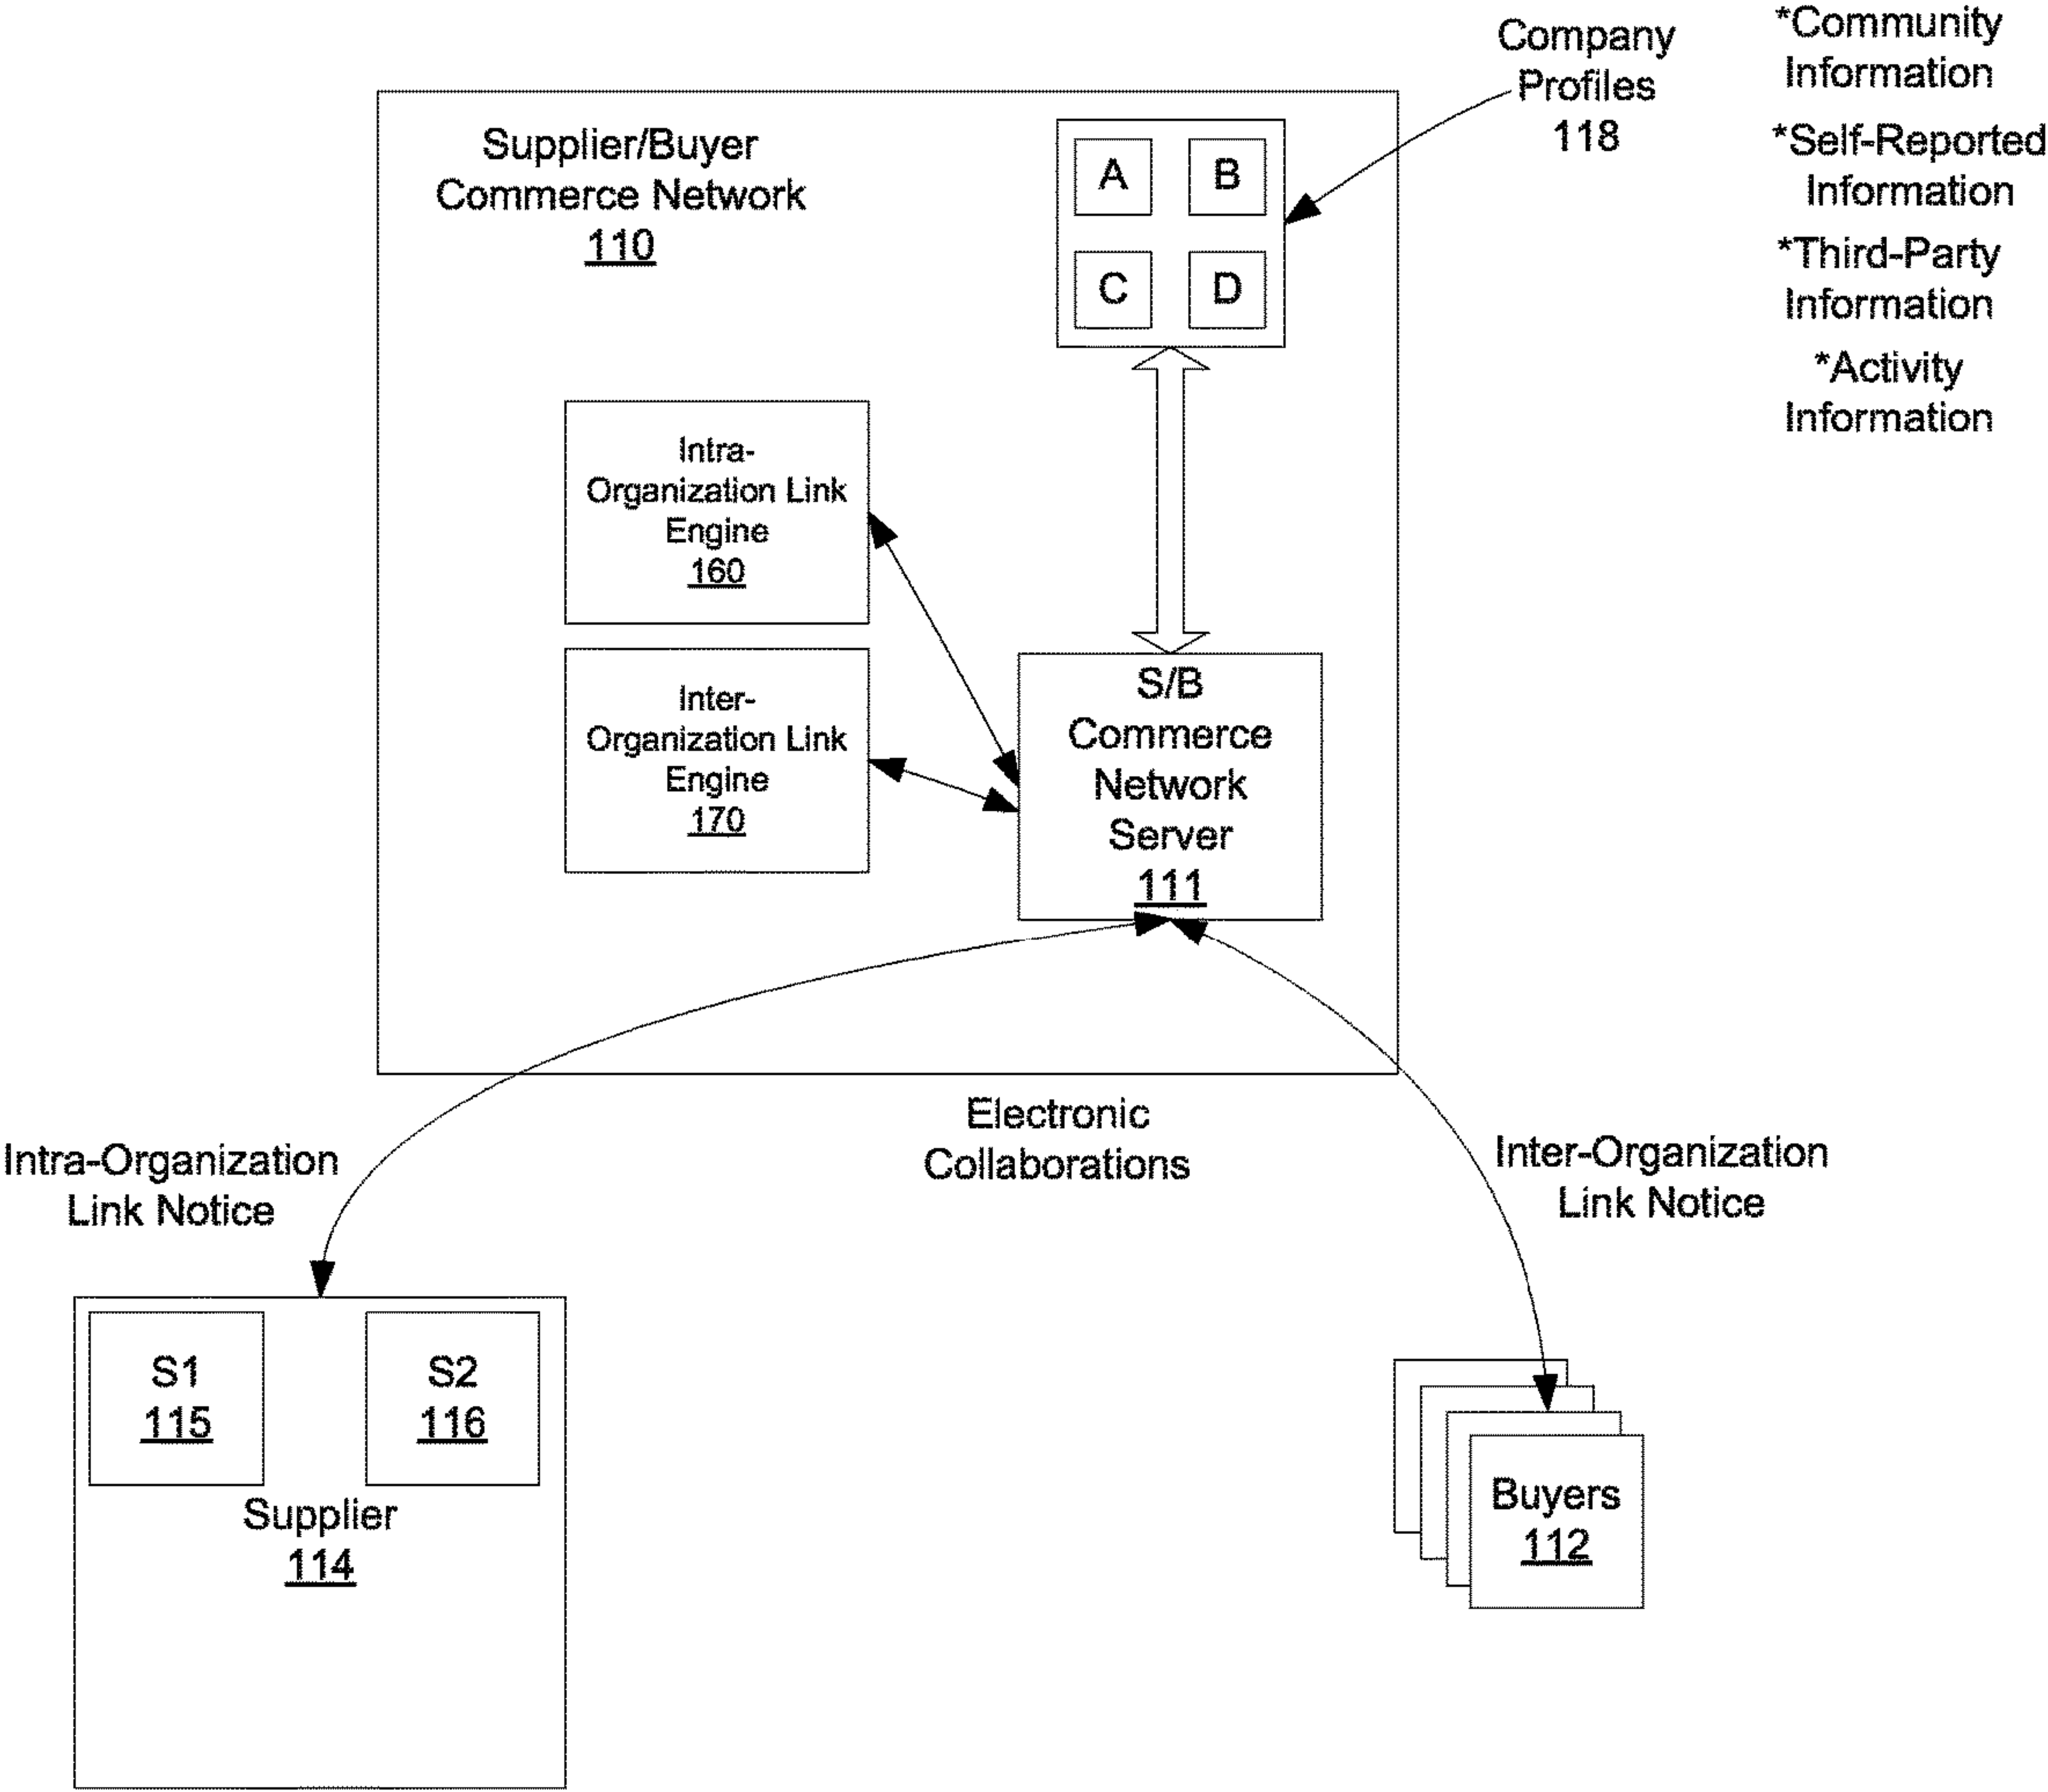 Company
Profiles
118
*Community
Information
*Self-Reported
Information
*Third-Party
Information
*Activity
Information
Supplier/Buyer
Commerce Network
110
A
B
C
D
Intra-
Organization Link
Engine
160
Inter-
Organization Link
Engine
170
S/B
Commerce
Network
Server
111
Electronic
Collaborations
Intra-Organization
Link Notice
Inter-Organization
Link Notice
S1
115
S2
116
Supplier
114
Buyers
112